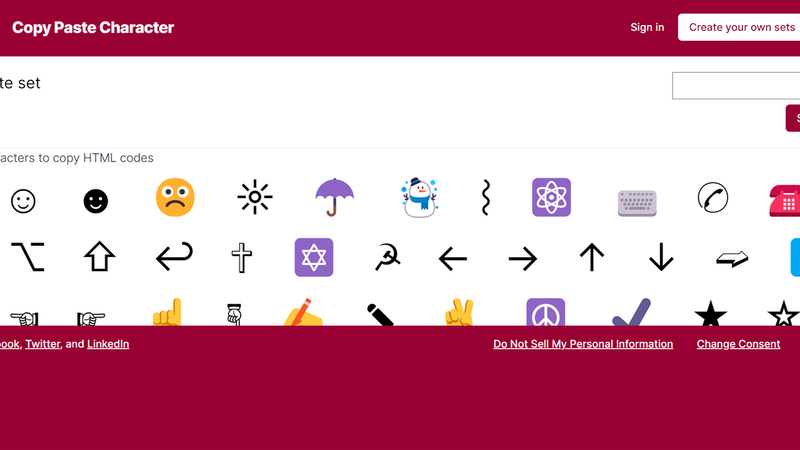 Copy Paste Character
Sign in
Create your own sets
te set
acters to copy HTML codes
ook, Twitter, and LinkedIn
Do Not Sell My Personal Information
Change Consent